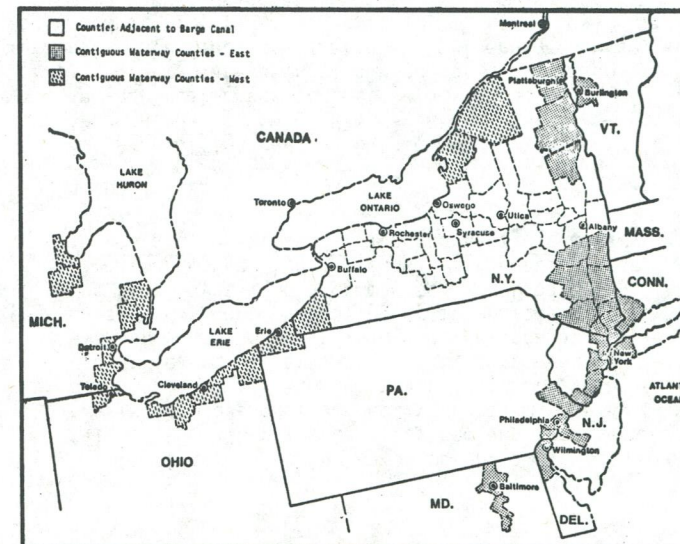 Counties Adjacent to Barge Canal
Contiguous Waterway Counties - East
Contiguous Waterway Counties - West
Montreal
Plattsburgh
Burlington
VT.
CANADA
LAKE
HURON
Toronto
LAKE
ONTARIO
Oswego
Utica
Rochester
Syracuse
Albany
MASS.
Buffalo
N.Y.
CONN.
MICH.
LAKE
ERIE
Erie
Detroit
New
York
Toledo
Cleveland
PA.
ATLANT
OCEA
Philadelphia
N.J.
OHIO
Wilmington
Baltimore
MD.
DEL.